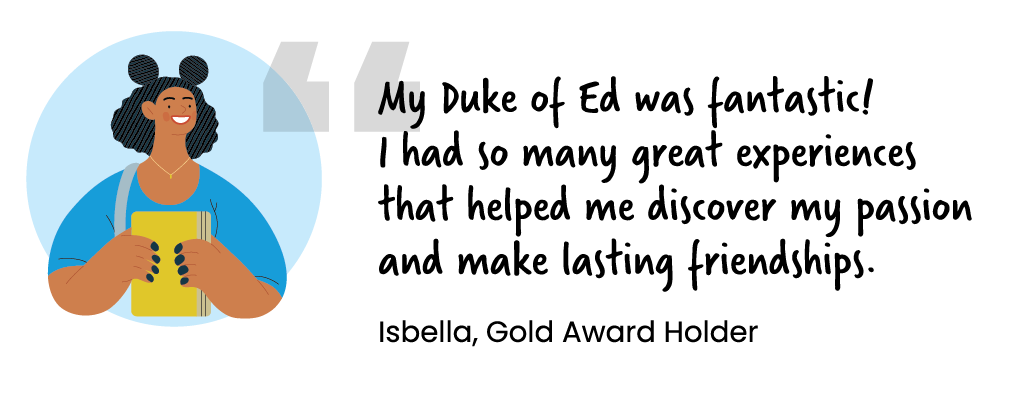 My Duke of Ed was fantastic!
I had so many great experiences
that helped me discover my passion
and make lasting friendships.
Isbella, Gold Award Holder